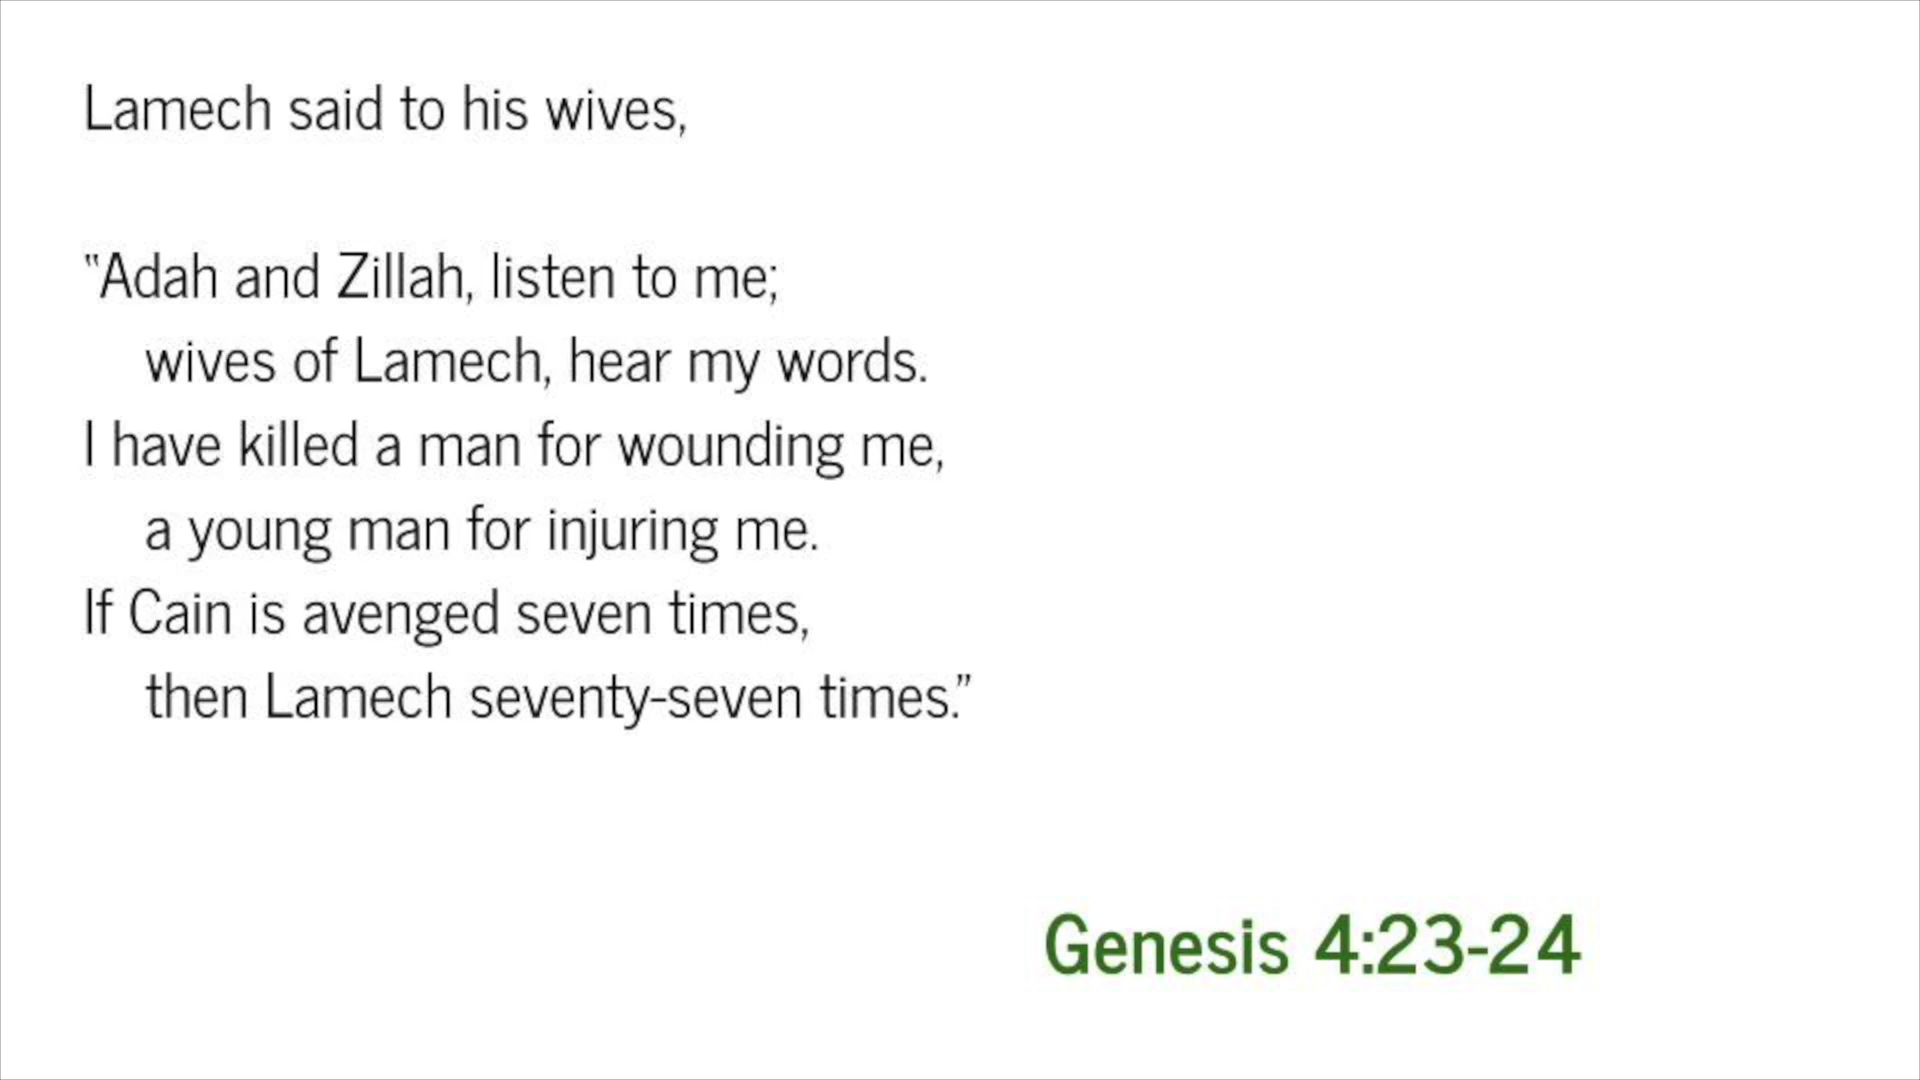 Lamech said to his wives,
“Adah and Zillah, listen to me;
wives of Lamech, hear my words.
I have killed a man for wounding me,
a young man for injuring me.
If Cain is avenged seven times,
then Lamech seventy-seven times.”
Genesis 4:23-24